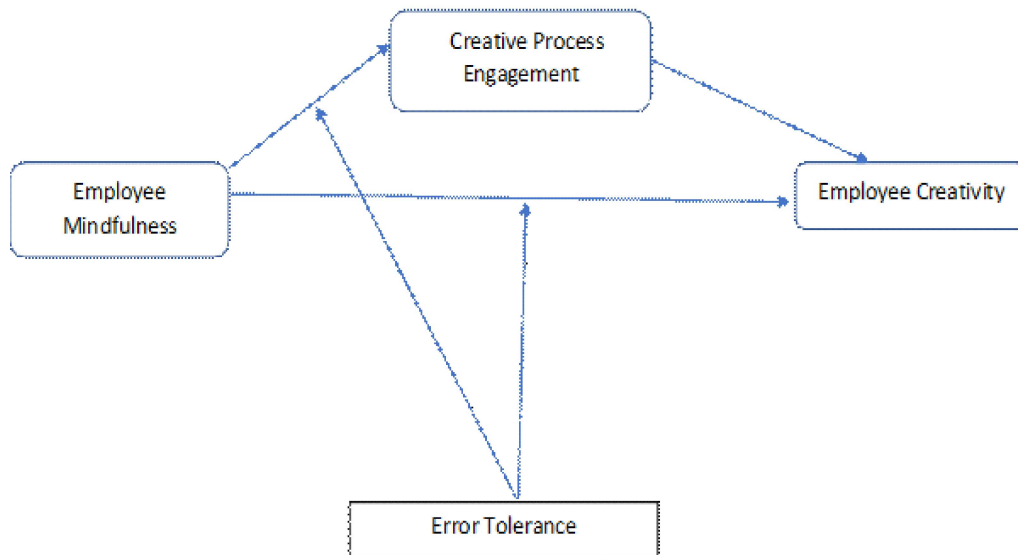 Creative Process
Engagement
Employee
Mindfulness
Employee Creativity
Error Tolerance